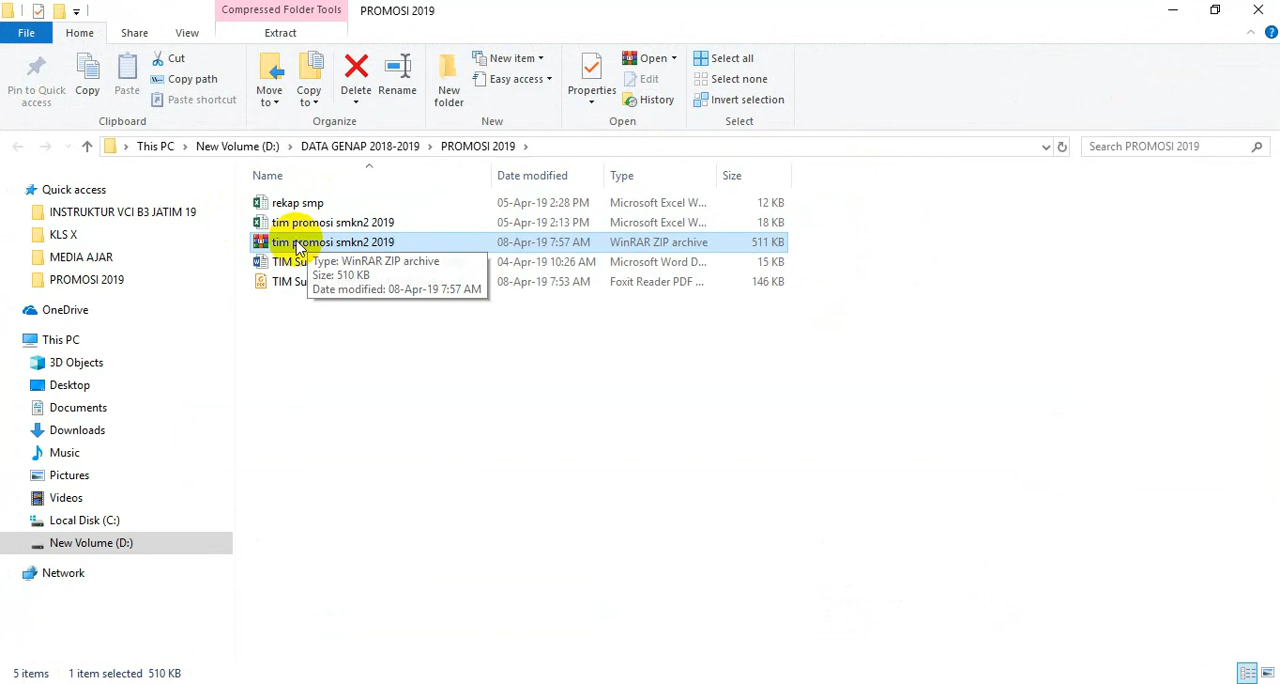 Compressed Folder Tools
PROMOSI 2019
File
Home
Share
View
Extract
Pin to Quick access
Copy
Paste
Cut
Copy path
Paste shortcut
Clipboard
Move to
Copy to
Delete
Rename
Organize
New folder
New item
Easy access
New
Properties
Open
Edit
History
Open
Select all
Select none
Invert selection
Select
This PC
New Volume (D:)
DATA GENAP 2018-2019
PROMOSI 2019
Search PROMOSI 2019
Name
Date modified
Type
Size
rekap smp 05-Apr-19 2:28 PM Microsoft Excel W... 12 KB
tim promosi smkn2 2019 05-Apr-19 2:13 PM Microsoft Excel W... 18 KB
tim promosi smkn2 2019 08-Apr-19 7:57 AM WinRAR ZIP archive 511 KB
TIM Su 04-Apr-19 10:26 AM Microsoft Word D... 15 KB
TIM Su 08-Apr-19 7:53 AM Foxit Reader PDF ... 146 KB
Type: WinRAR ZIP archive
Size: 510 KB
Date modified: 08-Apr-19 7:57 AM
Quick access
INSTRUKTUR VCI B3 JATIM 19
KLS X
MEDIA AJAR
PROMOSI 2019
OneDrive
This PC
3D Objects
Desktop
Documents
Downloads
Music
Pictures
Videos
Local Disk (C:)
New Volume (D:)
Network
5 items
1 item selected 510 KB